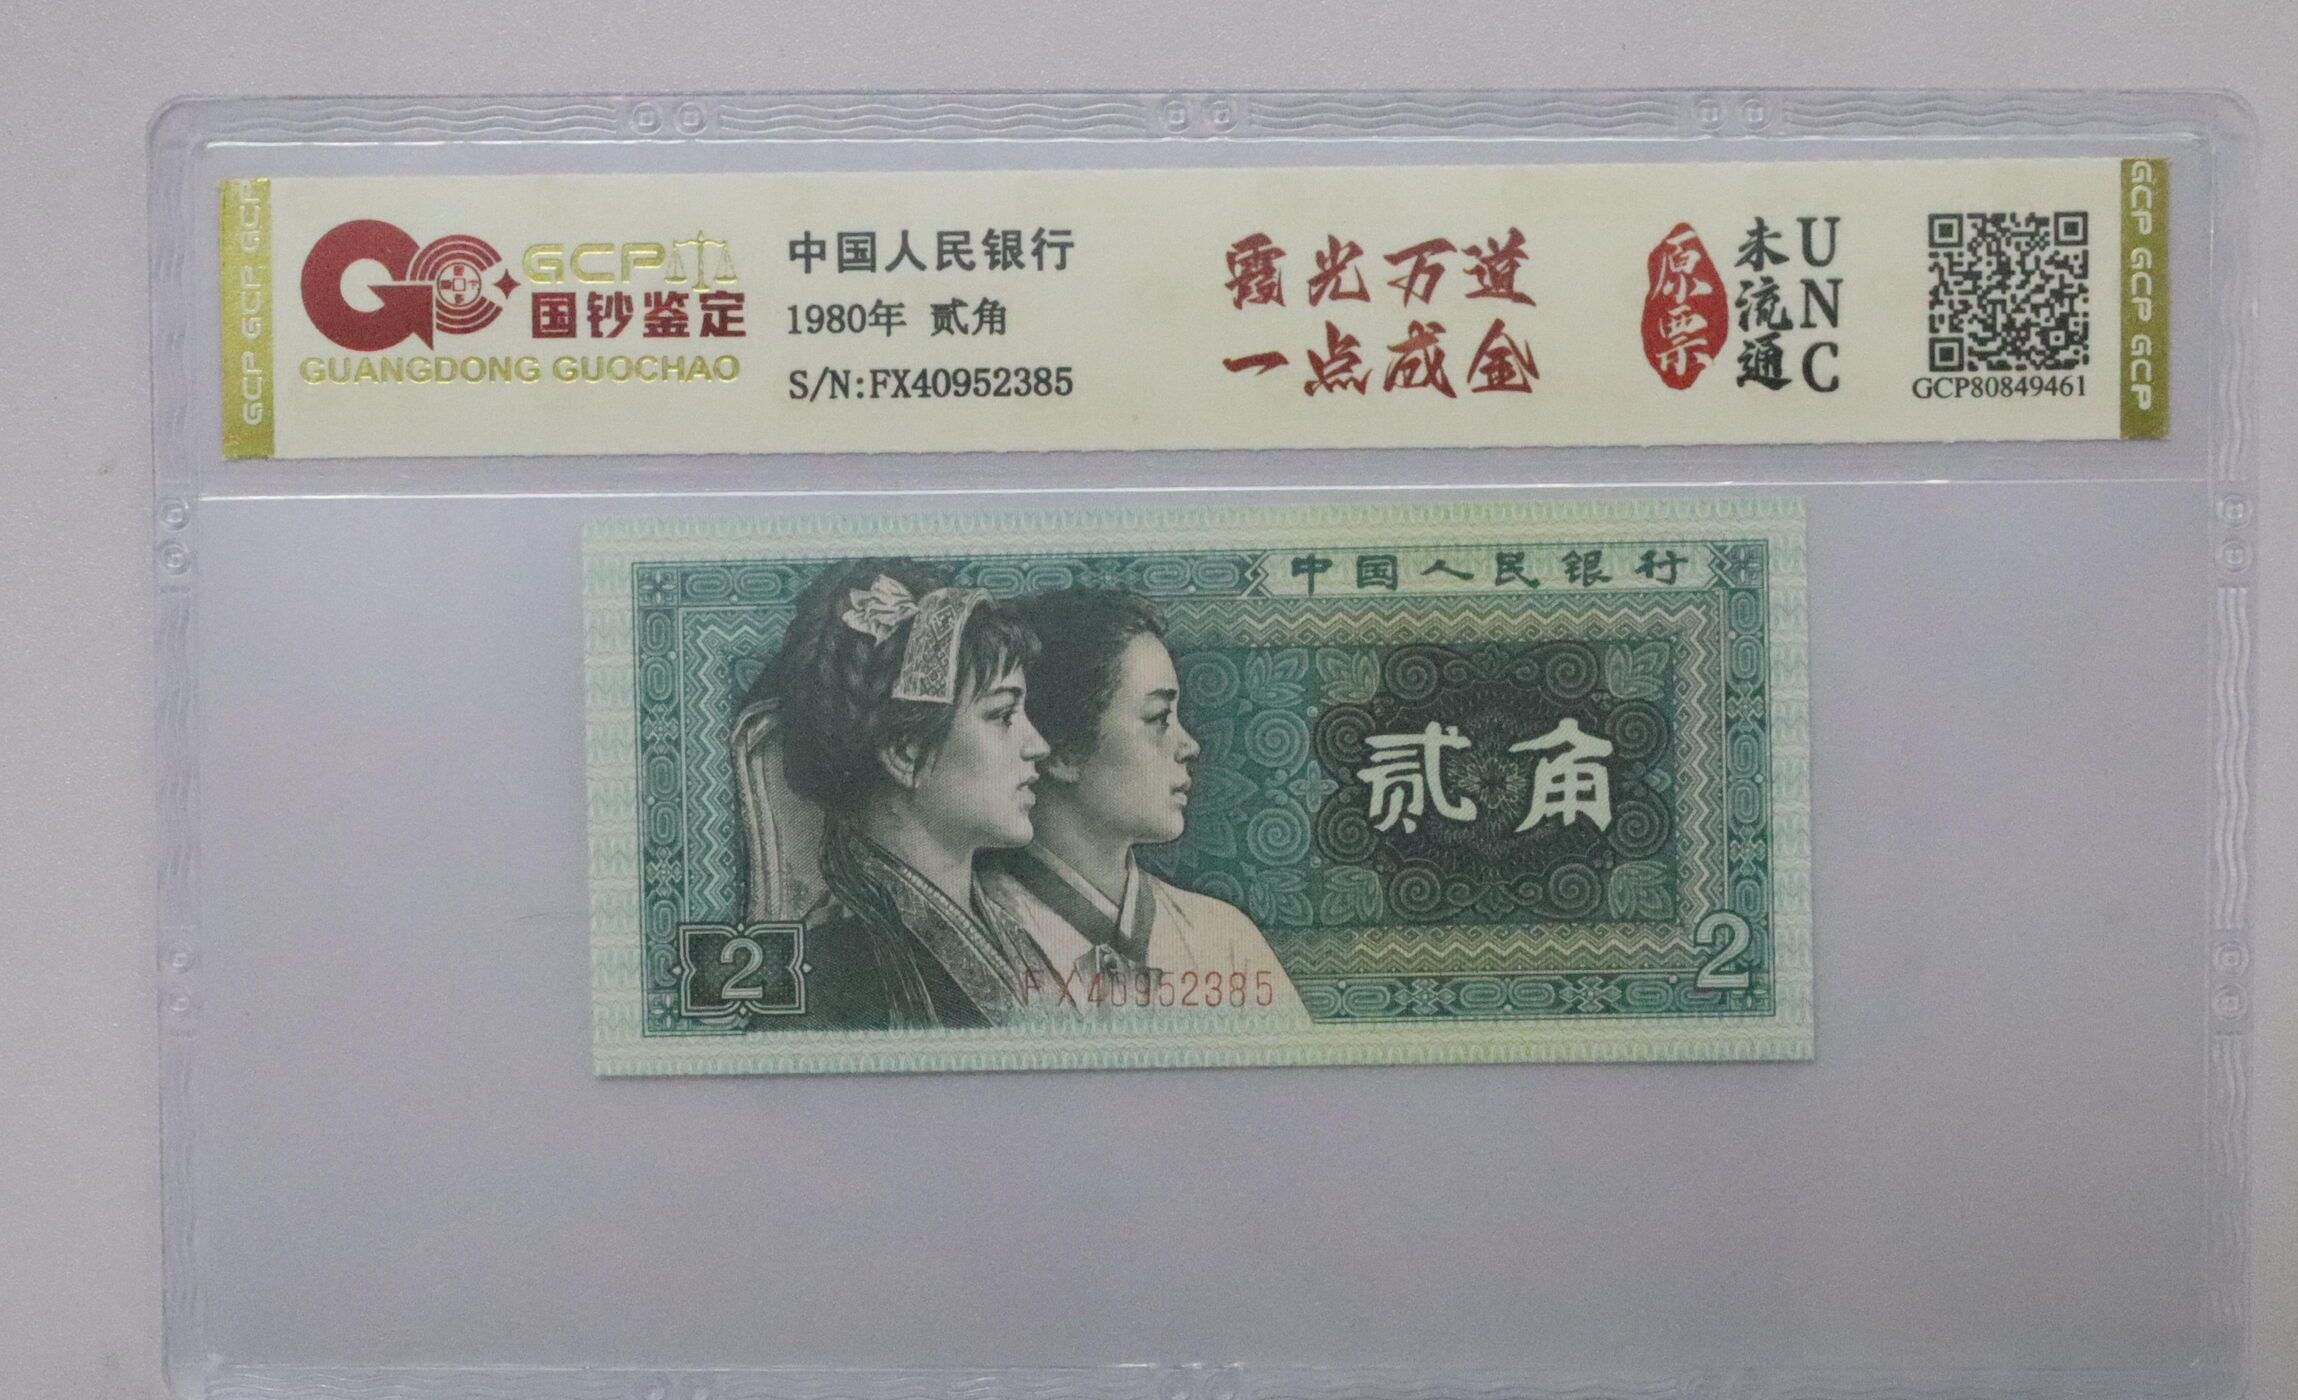 GCP
国钞鉴定
GUANGDONG GUOCHAO
中国人民银行
1980年 贰角
S/N:FX40952385
霞光万道
一点成金
原票
未流通
UNC
GCP80849461
GCP GCP GCP
GCP GCP GCP
中国人民银行
贰角
2
2
FX40952385